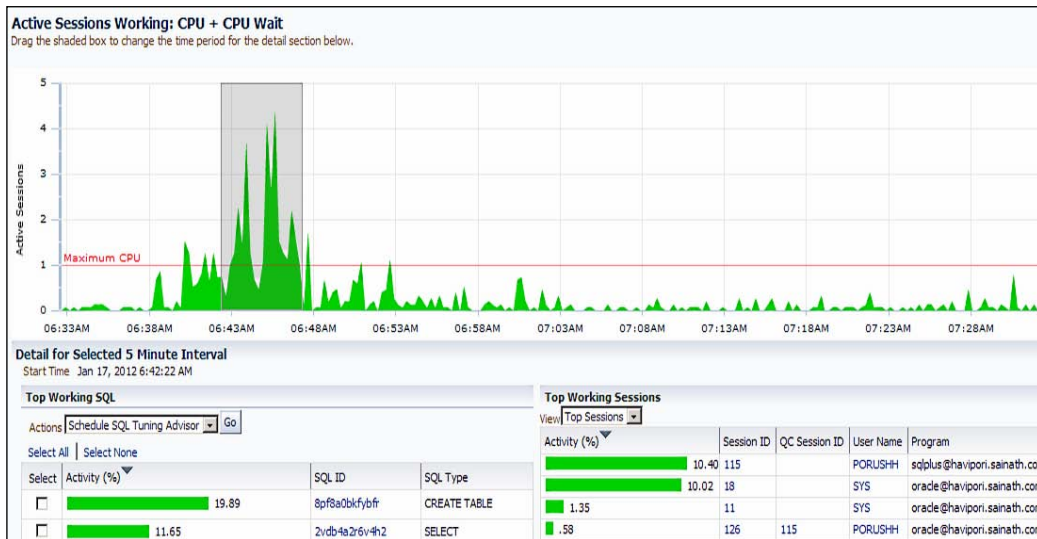 Active Sessions Working: CPU + CPU Wait
Drag the shaded box to change the time period for the detail section below.
5
4
3
2
1
0
Active Sessions
Maximum CPU
06:33AM 06:38AM 06:43AM 06:48AM 06:53AM 06:58AM 07:03AM 07:08AM 07:13AM 07:18AM 07:23AM 07:28AM
Detail for Selected 5 Minute Interval
Start Time Jan 17, 2012 6:42:22 AM
Top Working SQL
Actions Schedule SQL Tuning Advisor Go
Select All | Select None
Select Activity (%) SQL ID SQL Type
19.89 8pf8a0bkfybfr CREATE TABLE
11.65 2vdb4a2r6v4h2 SELECT
Top Working Sessions
View Top Sessions
Activity (%) Session ID QC Session ID User Name Program
10.40 115 PORUSHH sqlplus@havipori.sainath.co
10.02 18 SYS oracle@havipori.sainath.con
1.35 11 SYS oracle@havipori.sainath.con
.58 126 115 PORUSHH oracle@havipori.sainath.con